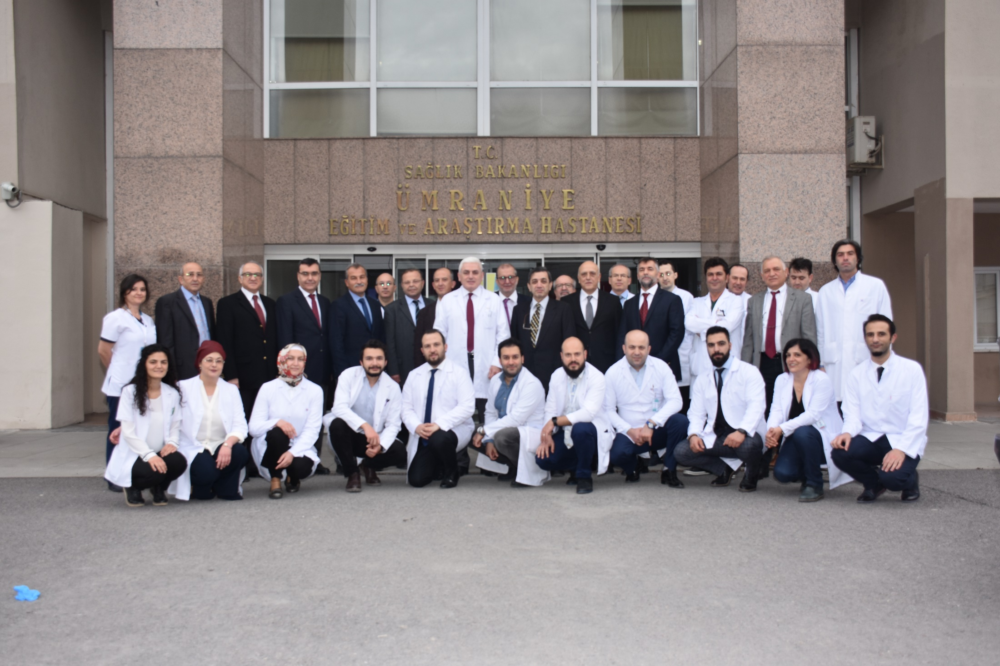 T.C.
SAĞLIK BAKANLIĞI
ÜMRANİYE
EĞİTİM VE ARAŞTIRMA HASTANESİ